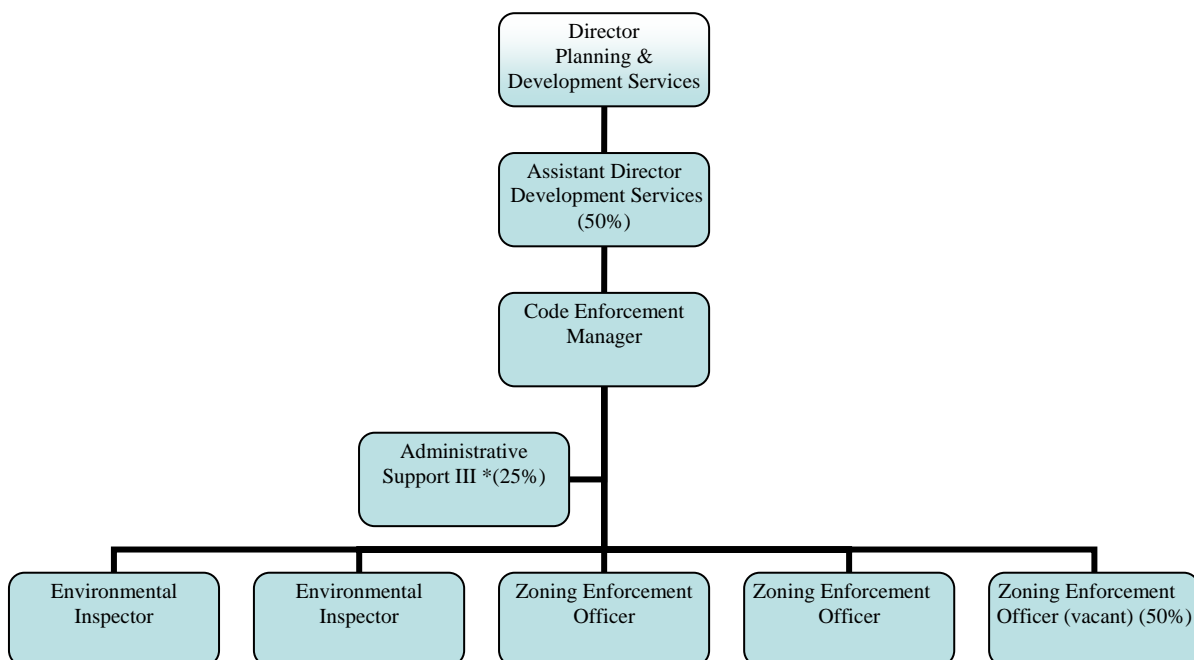 Director
Planning &
Development Services
Assistant Director
Development Services
(50%)
Code Enforcement
Manager
Administrative
Support III *(25%)
Environmental
Inspector
Environmental
Inspector
Zoning Enforcement
Officer
Zoning Enforcement
Officer
Zoning Enforcement
Officer (vacant) (50%)